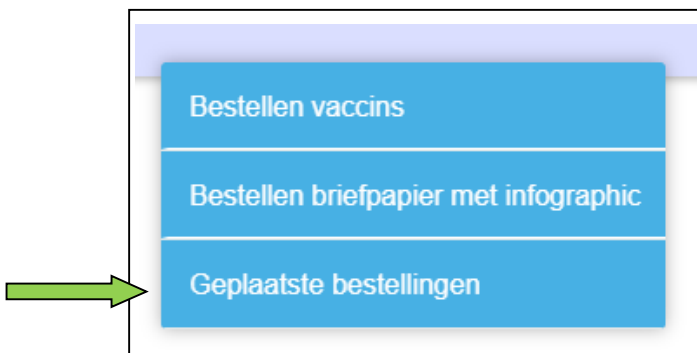 Bestellen vaccins
Bestellen briefpapier met infographic
Geplaatste bestellingen